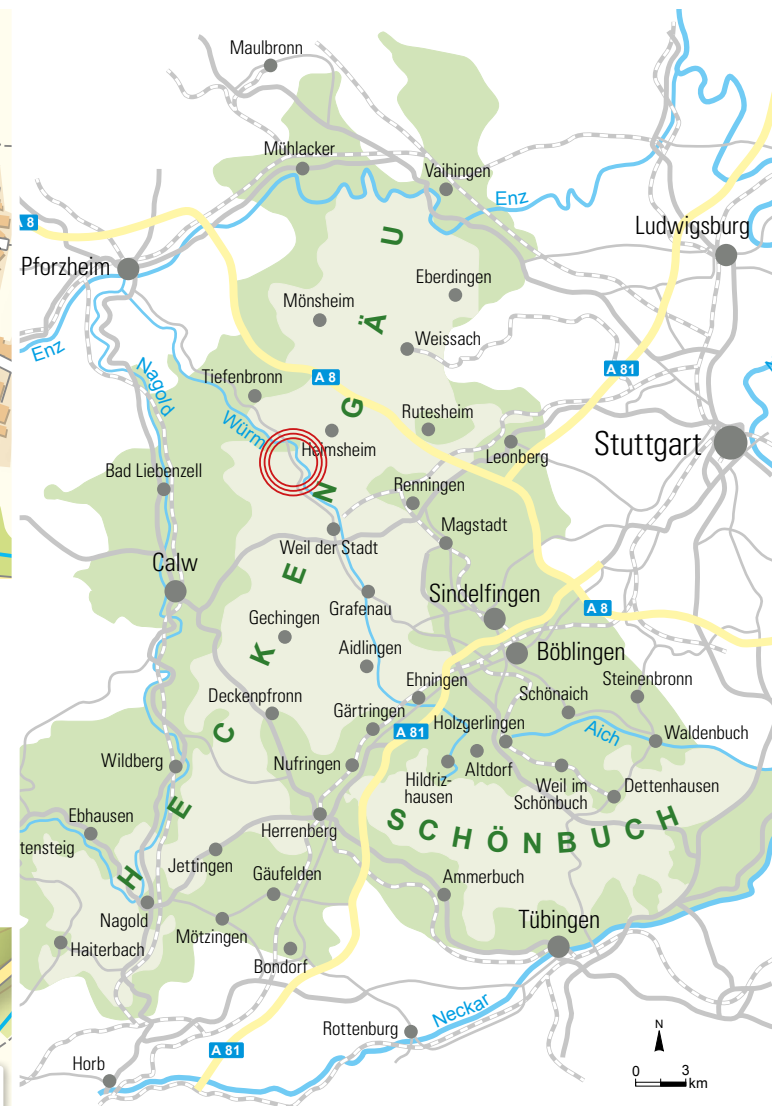 Maulbronn
Mühlacker
Vaihingen
Enz
A 8
Ludwigsburg
Pforzheim
Eberdingen
Mönsheim
Weissach
Enz
Nagold
A 81
Tiefenbronn
A 8
Würm
Rutesheim
Heimsheim
Stuttgart
Leonberg
Bad Liebenzell
Renningen
Magstadt
Weil der Stadt
Calw
Sindelfingen
Grafenau
A 8
Gechingen
Böblingen
Aidlingen
Ehningen
Steinenbronn
Schönaich
Deckenpfronn
Gärtringen
A 81
Holzgerlingen
Aich
Waldenbuch
Wildberg
Nufringen
Altdorf
Hildriz-
hausen
Weil im
Schönbuch
Dettenhausen
HECKENGÄU
SCHÖNBUCH
Ebhausen
Herrenberg
tensteig
Jettingen
Gäufelden
Ammerbuch
Nagold
Mötzingen
Tübingen
Haiterbach
Bondorf
Neckar
Rottenburg
N
A 81
Horb
0 3
km